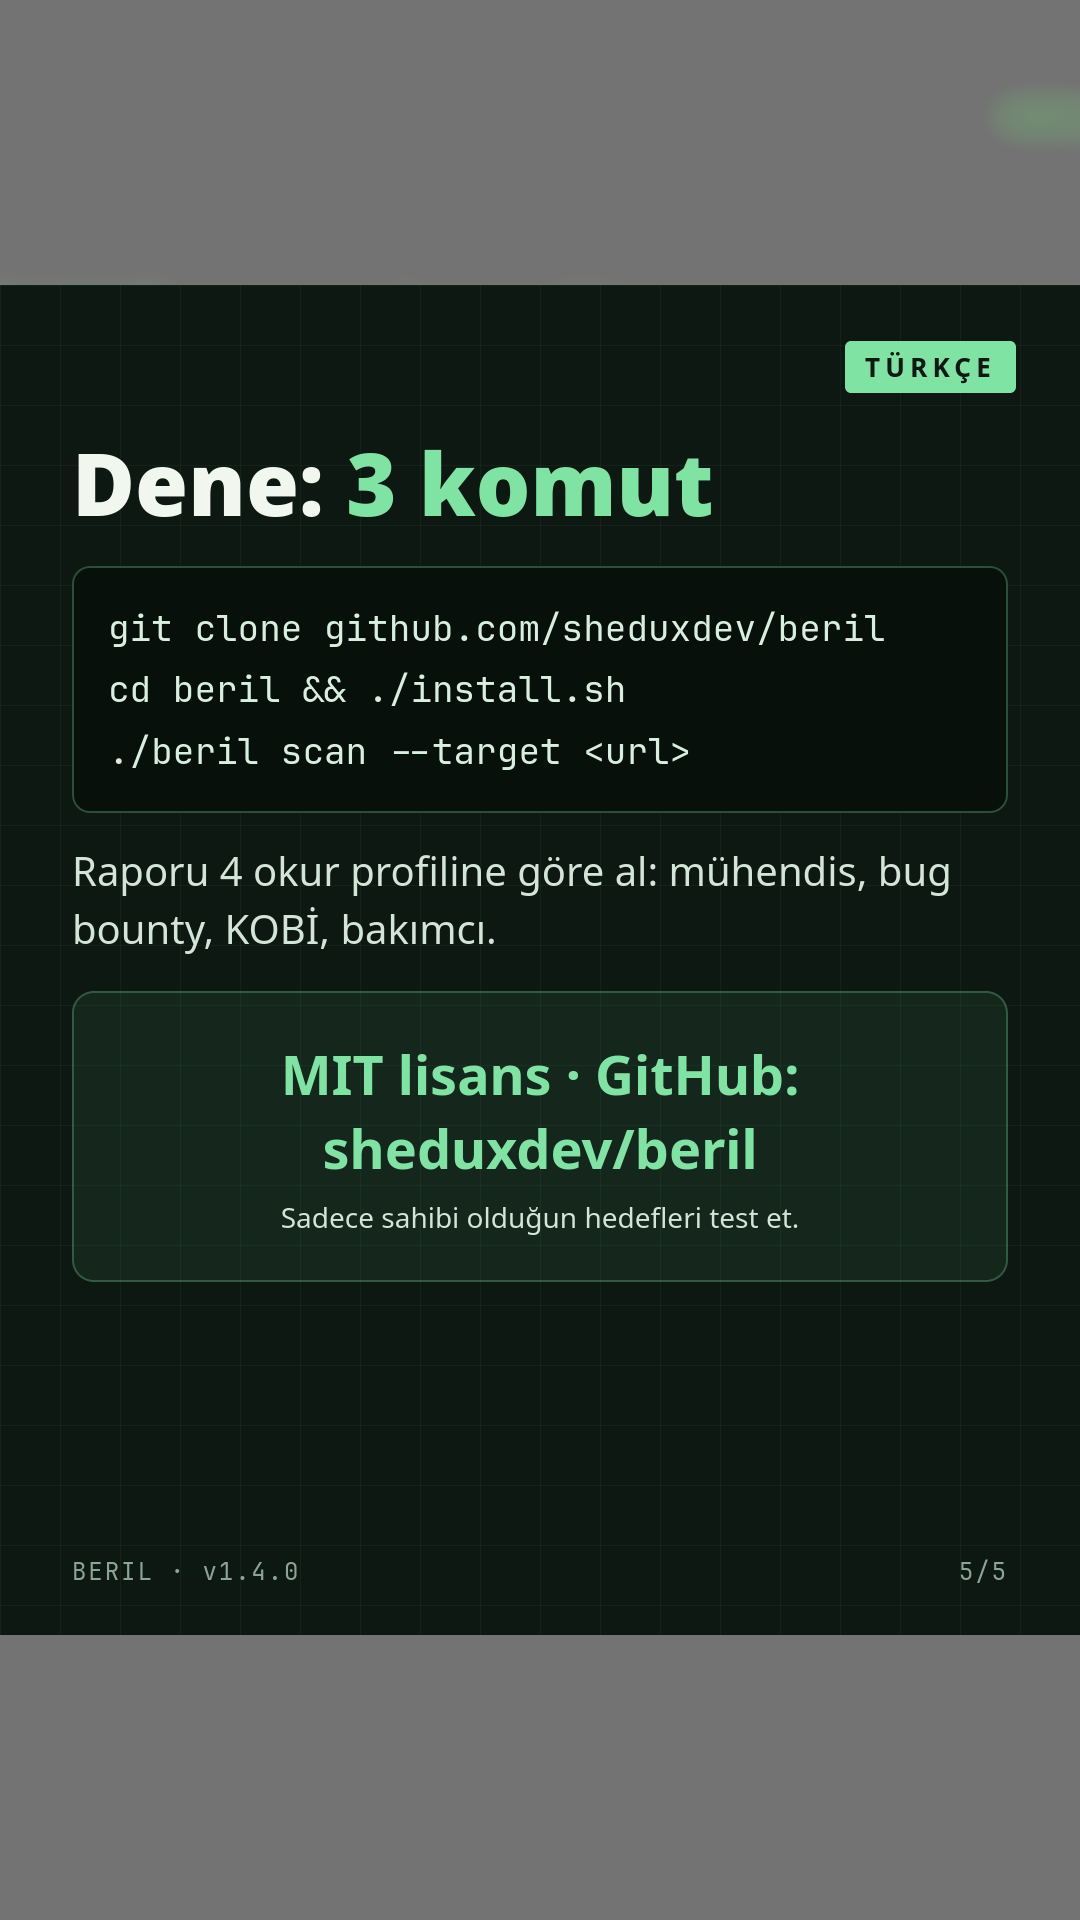 TÜRKÇE
Dene: 3 komut
git clone github.com/sheduxdev/beril
cd beril && ./install.sh
./beril scan --target <url>
Raporu 4 okur profiline göre al: mühendis, bug
bounty, KOBİ, bakımcı.
MIT lisans · GitHub:
sheduxdev/beril
Sadece sahibi olduğun hedefleri test et.
BERIL · v1.4.0
5/5